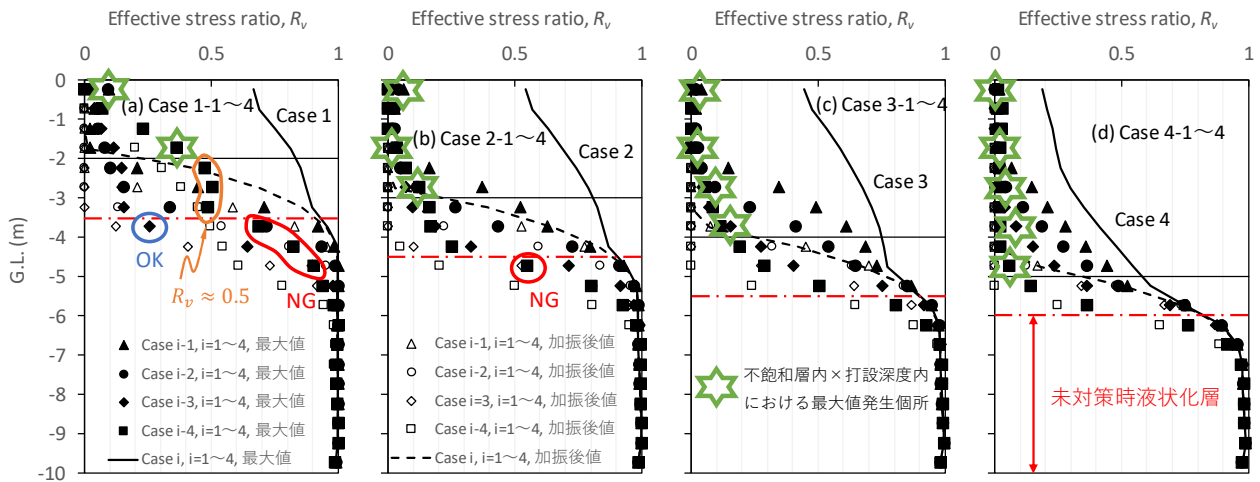 Effective stress ratio, Rv
Effective stress ratio, Rv
Effective stress ratio, Rv
Effective stress ratio, Rv
0 0.5 1
0 0.5 1
0 0.5 1
0 0.5 1
G.L. (m)
0
-1
-2
-3
-4
-5
-6
-7
-8
-9
-10
(a) Case 1-1～4
Case 1
OK
Rv ≈ 0.5
NG
Case i-1, i=1～4, 最大値
Case i-2, i=1～4, 最大値
Case i-3, i=1～4, 最大値
Case i-4, i=1～4, 最大値
Case i, i=1～4, 最大値
(b) Case 2-1～4
Case 2
NG
Case i-1, i=1～4, 加振後値
Case i-2, i=1～4, 加振後値
Case i=3, i=1～4, 加振後値
Case i-4, i=1～4, 加振後値
Case i, i=1～4, 加振後値
(c) Case 3-1～4
Case 3
不飽和層内×打設深度内
における最大値発生個所
(d) Case 4-1～4
Case 4
未対策時液状化層